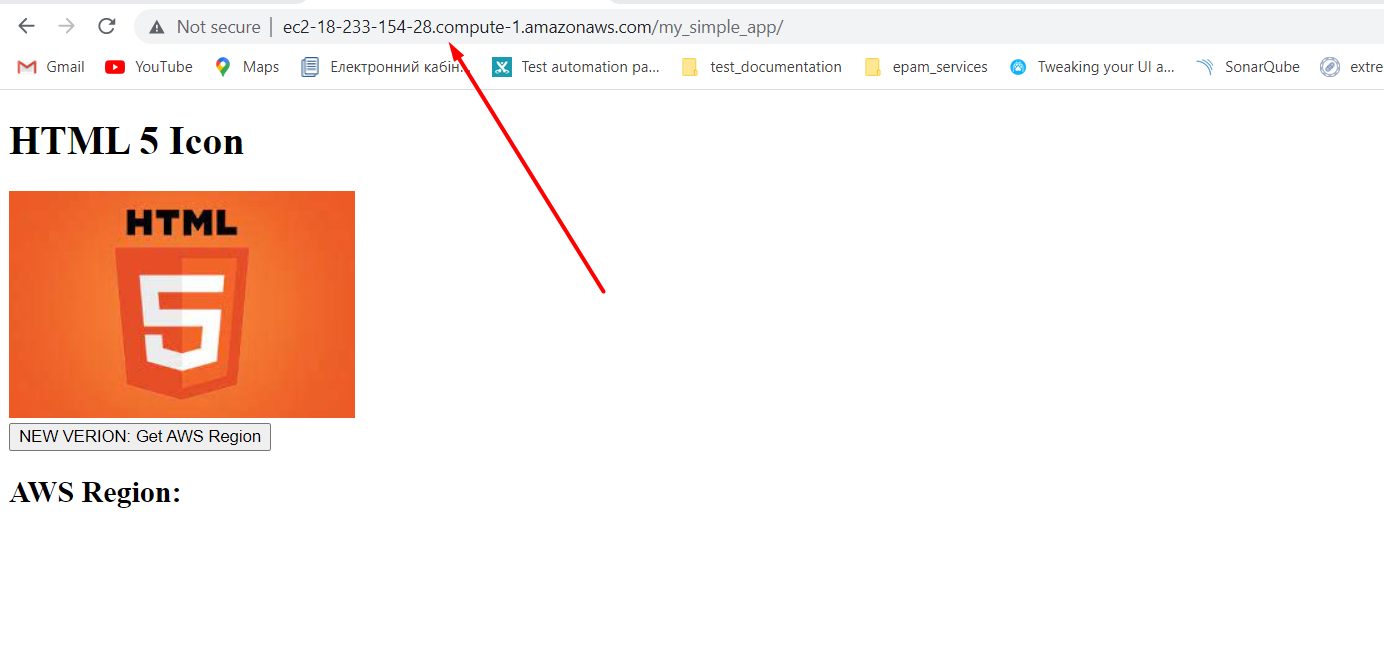 Not secure | ec2-18-233-154-28.compute-1.amazonaws.com/my_simple_app/
Gmail YouTube Maps Електронний кабін... Test automation pa... test_documentation epam_services Tweaking your UI a... SonarQube extre
HTML 5 Icon
HTML
5
NEW VERION: Get AWS Region
AWS Region: